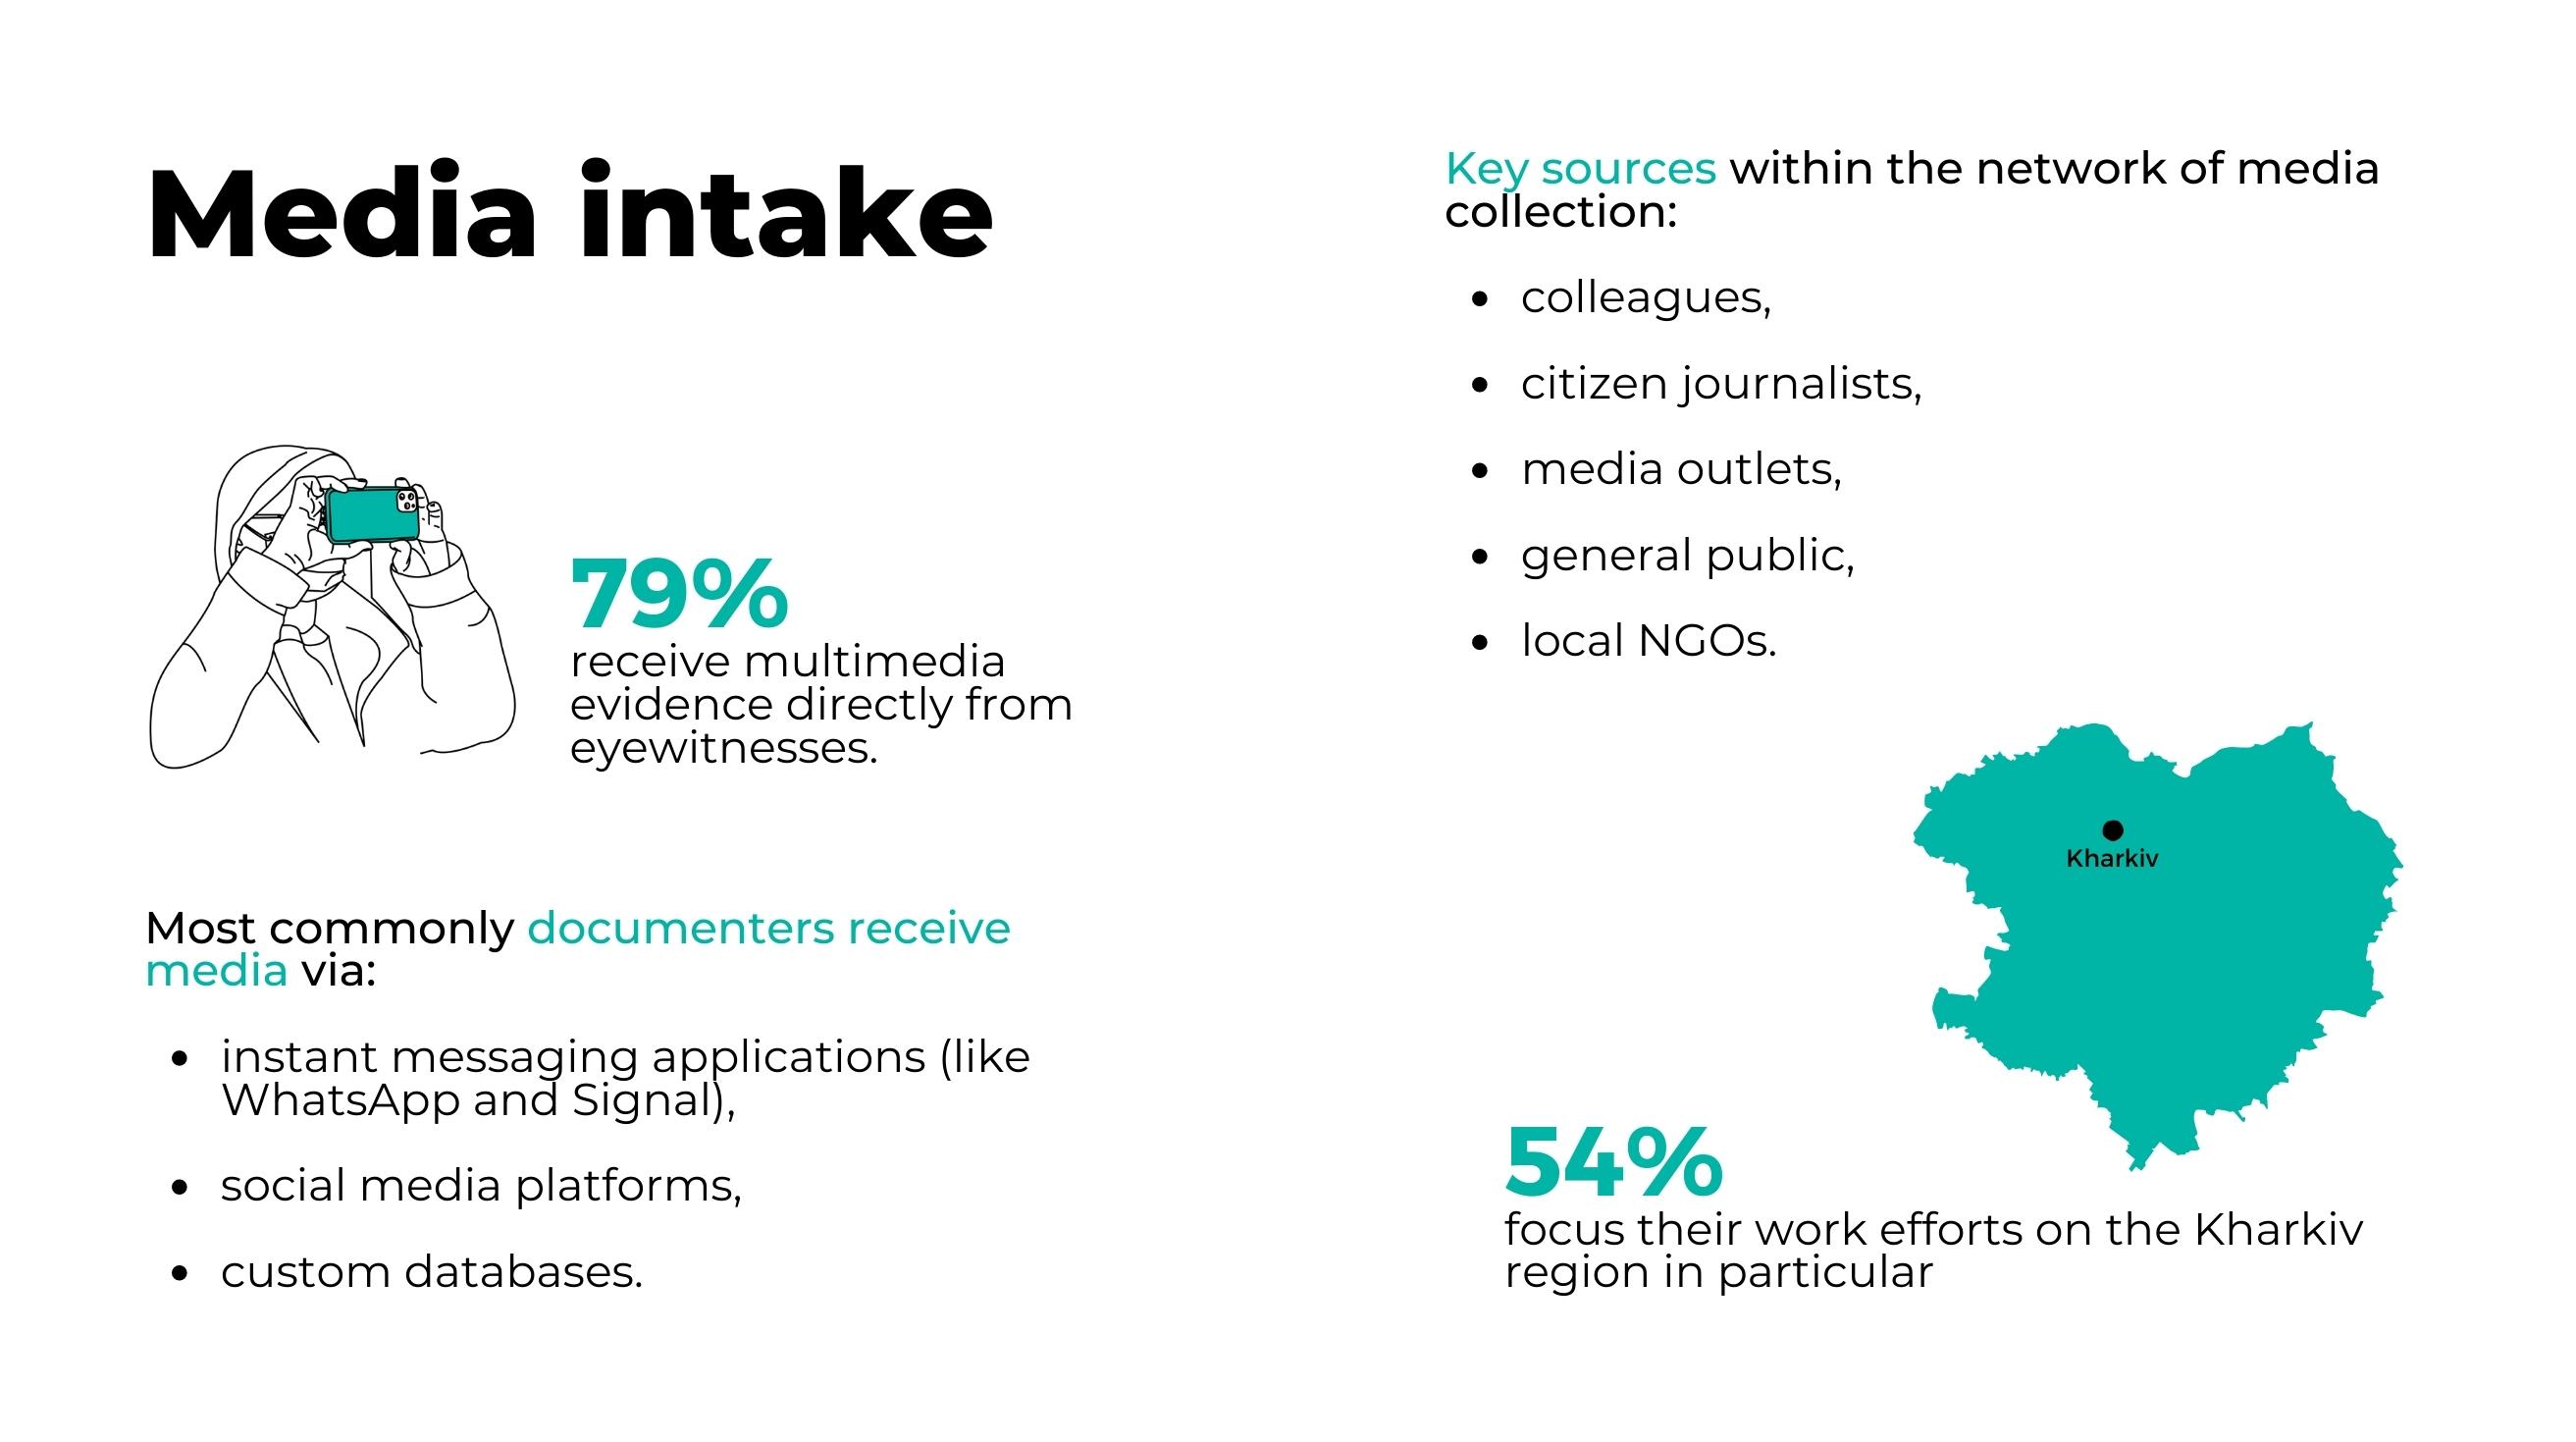 Media intake
79%
receive multimedia
evidence directly from
eyewitnesses.
Most commonly documenters receive
media via:
• instant messaging applications (like
WhatsApp and Signal),
• social media platforms,
• custom databases.
Key sources within the network of media
collection:
• colleagues,
• citizen journalists,
• media outlets,
• general public,
• local NGOs.
Kharkiv
54%
focus their work efforts on the Kharkiv
region in particular